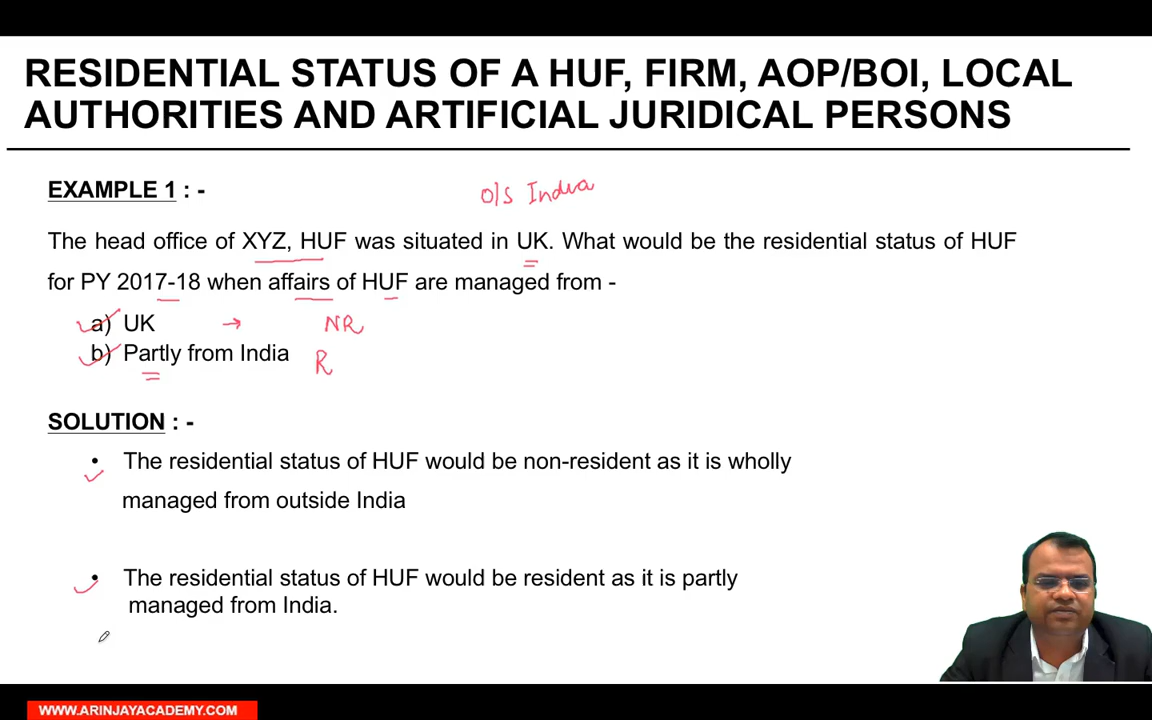 RESIDENTIAL STATUS OF A HUF, FIRM, AOP/BOI, LOCAL
AUTHORITIES AND ARTIFICIAL JURIDICAL PERSONS
EXAMPLE 1 : -
O/S India
The head office of XYZ, HUF was situated in UK. What would be the residential status of HUF
for PY 2017-18 when affairs of HUF are managed from -
a) UK → NR
b) Partly from India R
SOLUTION : -
• The residential status of HUF would be non-resident as it is wholly
managed from outside India
• The residential status of HUF would be resident as it is partly
managed from India.
WWW.ARINJAYACADEMY.COM